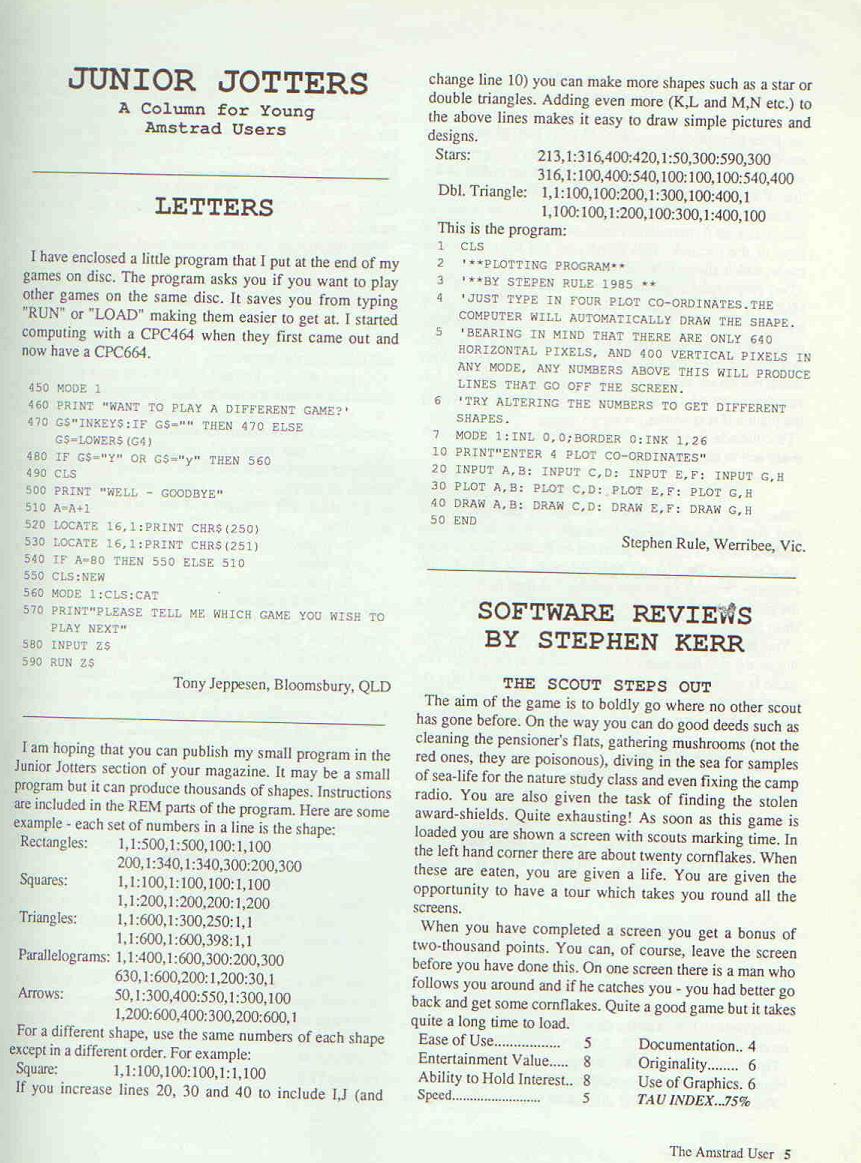 JUNIOR JOTTERS
A Column for Young
Amstrad Users
LETTERS
I have enclosed a little program that I put at the end of my
games on disc. The program asks you if you want to play
other games on the same disc. It saves you from typing
"RUN" or "LOAD" making them easier to get at. I started
computing with a CPC464 when they first came out and
now have a CPC664.
450 MODE 1
460 PRINT "WANT TO PLAY A DIFFERENT GAME?'
470 G$"INKEY$:IF G$="" THEN 470 ELSE
G$=LOWER$(G4)
480 IF G$="Y" OR G$="y" THEN 560
490 CLS
500 PRINT "WELL - GOODBYE"
510 A=A+1
520 LOCATE 16,1:PRINT CHR$(250)
530 LOCATE 16,1:PRINT CHR$(251)
540 IF A=80 THEN 550 ELSE 510
550 CLS:NEW
560 MODE 1:CLS:CAT
570 PRINT"PLEASE TELL ME WHICH GAME YOU WISH TO
PLAY NEXT"
580 INPUT Z$
590 RUN Z$
Tony Jeppesen, Bloomsbury, QLD
I am hoping that you can publish my small program in the
Junior Jotters section of your magazine. It may be a small
program but it can produce thousands of shapes. Instructions
are included in the REM parts of the program. Here are some
example - each set of numbers in a line is the shape:
Rectangles: 1,1:500,1:500,100:1,100
200,1:340,1:340,300:200,300
Squares: 1,1:100,1:100,100:1,100
1,1:200,1:200,200:1,200
Triangles: 1,1:600,1:300,250:1,1
1,1:600,1:600,398:1,1
Parallelograms: 1,1:400,1:600,300:200,300
630,1:600,200:1,200:30,1
Arrows: 50,1:300,400:550,1:300,100
1,200:600,400:300,200:600,1
For a different shape, use the same numbers of each shape
except in a different order. For example:
Square: 1,1:100,100:100,1:1,100
If you increase lines 20, 30 and 40 to include I,J (and
change line 10) you can make more shapes such as a star or
double triangles. Adding even more (K,L and M,N etc.) to
the above lines makes it easy to draw simple pictures and
designs.
Stars: 213,1:316,400:420,1:50,300:590,300
316,1:100,400:540,100:100,100:540,400
Dbl. Triangle: 1,1:100,100:200,1:300,100:400,1
1,100:100,1:200,100:300,1:400,100
This is the program:
1 CLS
2 '**PLOTTING PROGRAM**
3 '**BY STEPEN RULE 1985 **
4 'JUST TYPE IN FOUR PLOT CO-ORDINATES.THE
COMPUTER WILL AUTOMATICALLY DRAW THE SHAPE.
5 'BEARING IN MIND THAT THERE ARE ONLY 640
HORIZONTAL PIXELS, AND 400 VERTICAL PIXELS IN
ANY MODE, ANY NUMBERS ABOVE THIS WILL PRODUCE
LINES THAT GO OFF THE SCREEN.
6 'TRY ALTERING THE NUMBERS TO GET DIFFERENT
SHAPES.
7 MODE 1:INL 0,0;BORDER 0:INK 1,26
10 PRINT"ENTER 4 PLOT CO-ORDINATES"
20 INPUT A,B: INPUT C,D: INPUT E,F: INPUT G,H
30 PLOT A,B: PLOT C,D: PLOT E,F: PLOT G,H
40 DRAW A,B: DRAW C,D: DRAW E,F: DRAW G,H
50 END
Stephen Rule, Werribee, Vic.
SOFTWARE REVIEWS
BY STEPHEN KERR
THE SCOUT STEPS OUT
The aim of the game is to boldly go where no other scout
has gone before. On the way you can do good deeds such as
cleaning the pensioner's flats, gathering mushrooms (not the
red ones, they are poisonous), diving in the sea for samples
of sea-life for the nature study class and even fixing the camp
radio. You are also given the task of finding the stolen
award-shields. Quite exhausting! As soon as this game is
loaded you are shown a screen with scouts marking time. In
the left hand corner there are about twenty cornflakes. When
these are eaten, you are given a life. You are given the
opportunity to have a tour which takes you round all the
screens.
When you have completed a screen you get a bonus of
two-thousand points. You can, of course, leave the screen
before you have done this. On one screen there is a man who
follows you around and if he catches you - you had better go
back and get some cornflakes. Quite a good game but it takes
quite a long time to load.
Ease of Use................. 5 Documentation.. 4
Entertainment Value..... 8 Originality........ 6
Ability to Hold Interest.. 8 Use of Graphics. 6
Speed.......................... 5 TAU INDEX...75%
The Amstrad User 5